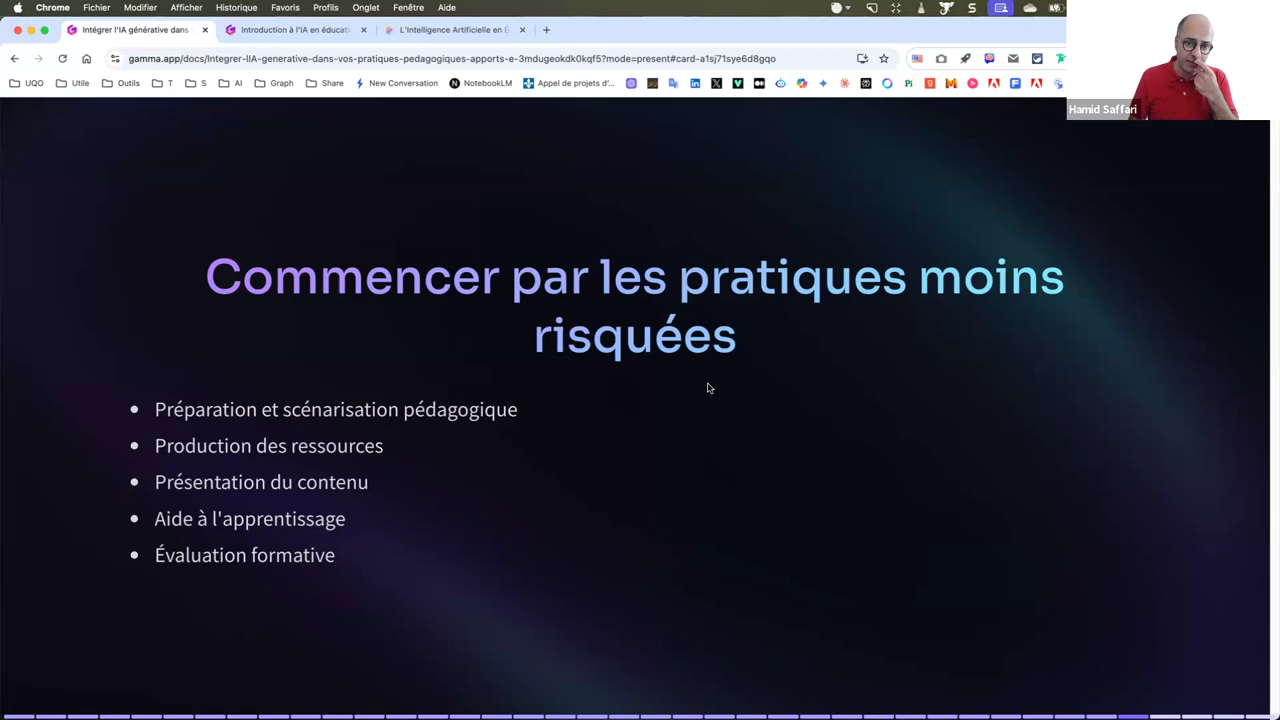 Chrome Fichier Modifier Afficher Historique Favoris Profils Onglet Fenêtre Aide
Intégrer l'IA générative dans
Introduction à l'IA en éducati
L'Intelligence Artificielle en É
gamma.app/docs/Integrer-lIA-generative-dans-vos-pratiques-pedagogiques-apports-e-3mdugeokdk0kqf5?mode=present#card-a1sj71sye6d8gqo
UQO Utile Outils T S AI Graph Share New Conversation NotebookLM Appel de projets d'...
Hamid Saffari
Commencer par les pratiques moins
risquées
• Préparation et scénarisation pédagogique
• Production des ressources
• Présentation du contenu
• Aide à l'apprentissage
• Évaluation formative